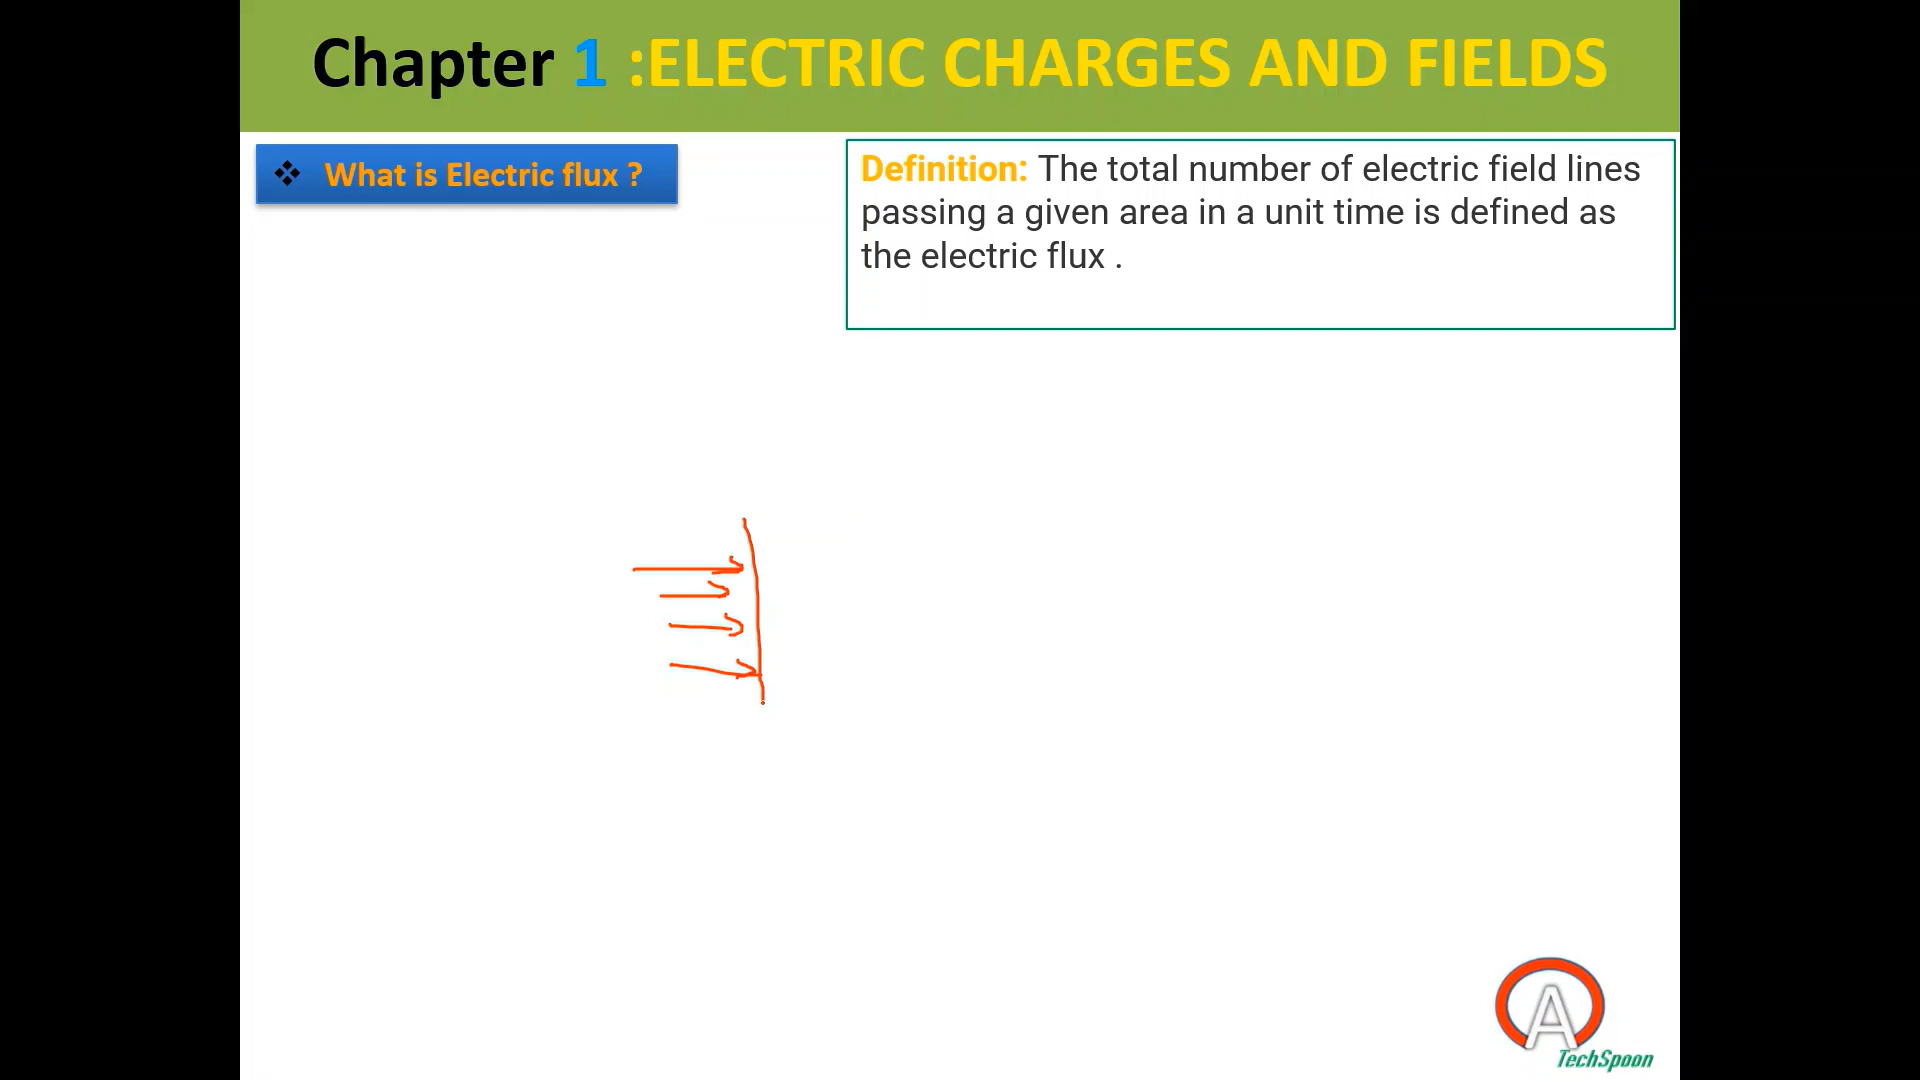 Chapter 1 :ELECTRIC CHARGES AND FIELDS
What is Electric flux ?
Definition: The total number of electric field lines
passing a given area in a unit time is defined as
the electric flux .
A
TechSpoon